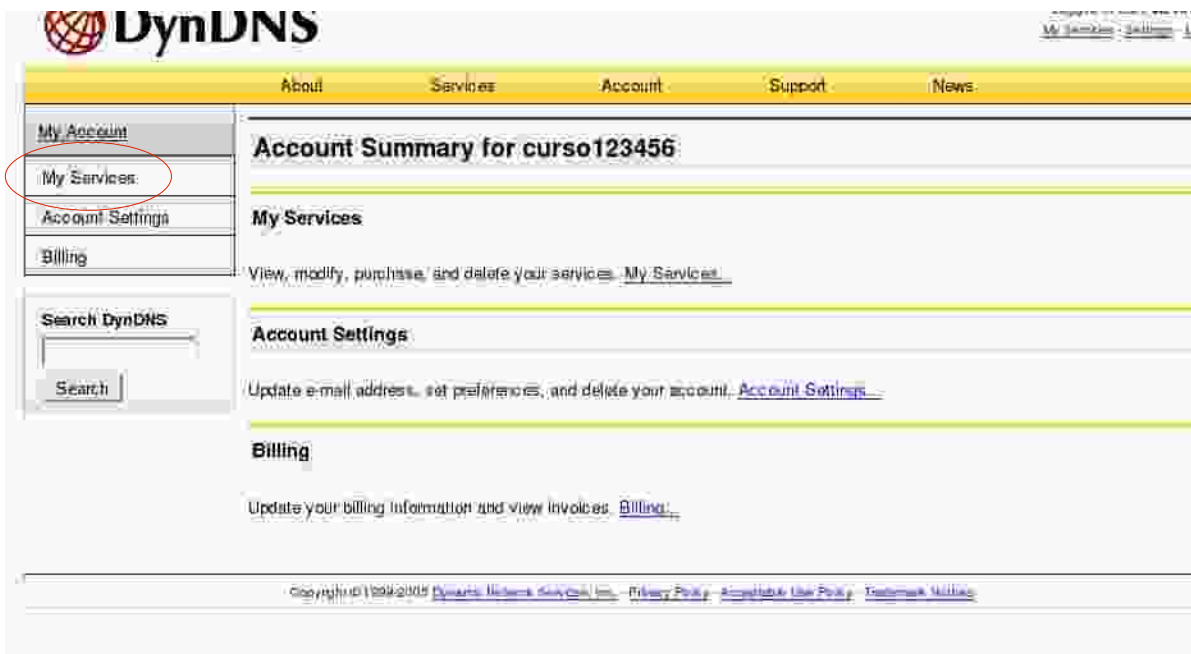 DynDNS
My Services Settings
About Services Account Support News
My Account
My Services
Account Settings
Billing
Search DynDNS
Search
Account Summary for curso123456
My Services
View, modify, purchase, and delete your services. My Services...
Account Settings
Update e-mail address, set preferences, and delete your account. Account Settings...
Billing
Update your billing information and view invoices. Billing...
Copyright © 1999-2005 Dynamic Network Services, Inc. Privacy Policy Acceptable Use Policy Trademark Notices